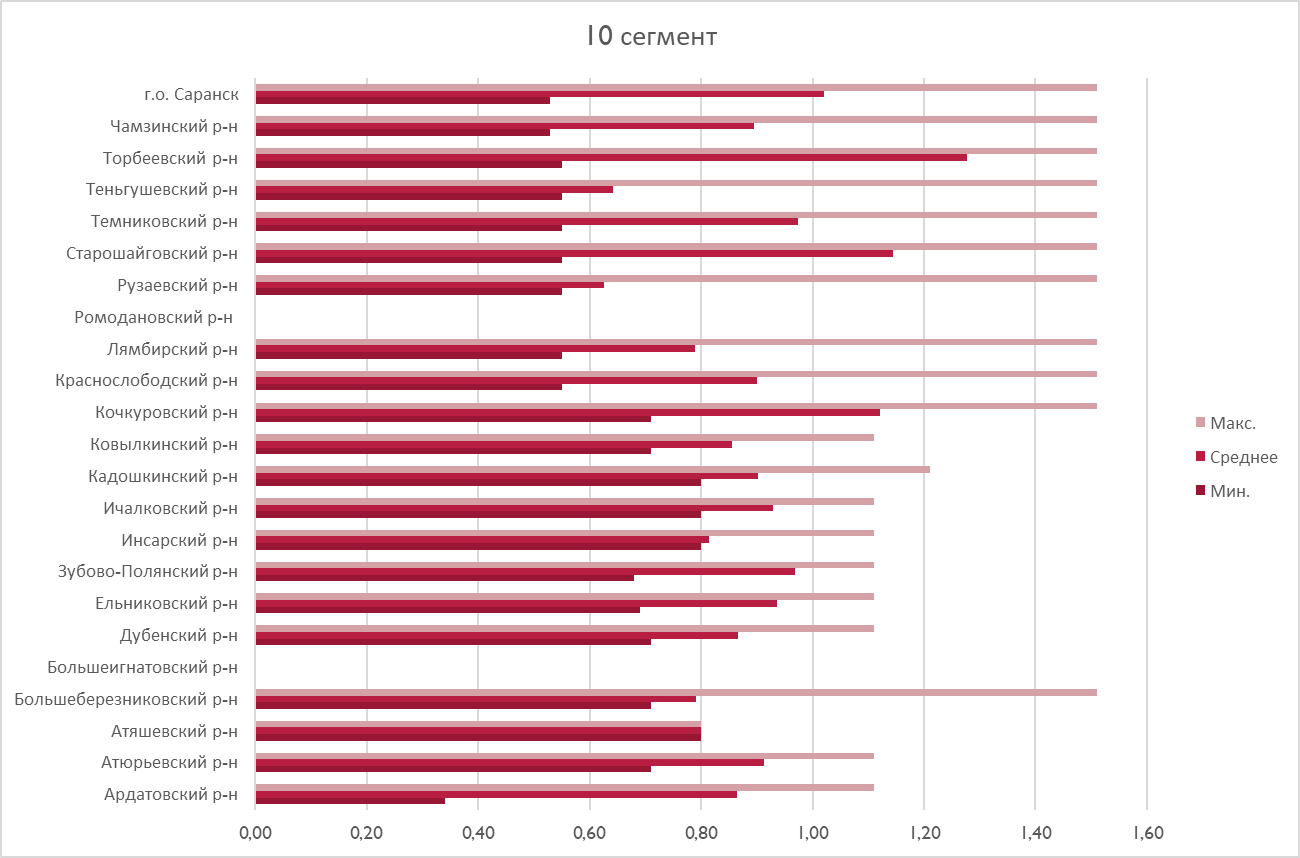 10 сегмент
г.о. Саранск
Чамзинский р-н
Торбеевский р-н
Теньгушевский р-н
Темниковский р-н
Старошайговский р-н
Рузаевский р-н
Ромодановский р-н
Лямбирский р-н
Краснослободский р-н
Кочкуровский р-н
Ковылкинский р-н
Кадошкинский р-н
Ичалковский р-н
Инсарский р-н
Зубово-Полянский р-н
Ельниковский р-н
Дубенский р-н
Большеигнатовский р-н
Большеберезниковский р-н
Атяшевский р-н
Атюрьевский р-н
Ардатовский р-н
0,00 0,20 0,40 0,60 0,80 1,00 1,20 1,40 1,60
Макс.
Среднее
Мин.